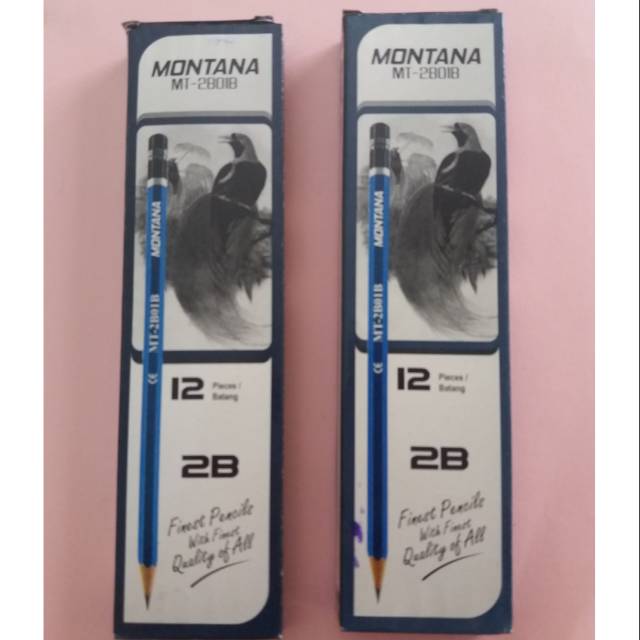 MONTANA
MT-2B01B
MONTANA
MT-2B01B
CE
12 Pieces /
Batang
2B
Finest Pencils
With Finest
Quality of All
MONTANA
MT-2B01B
MONTANA
MT-2B01B
CE
12 Pieces /
Batang
2B
Finest Pencils
With Finest
Quality of All